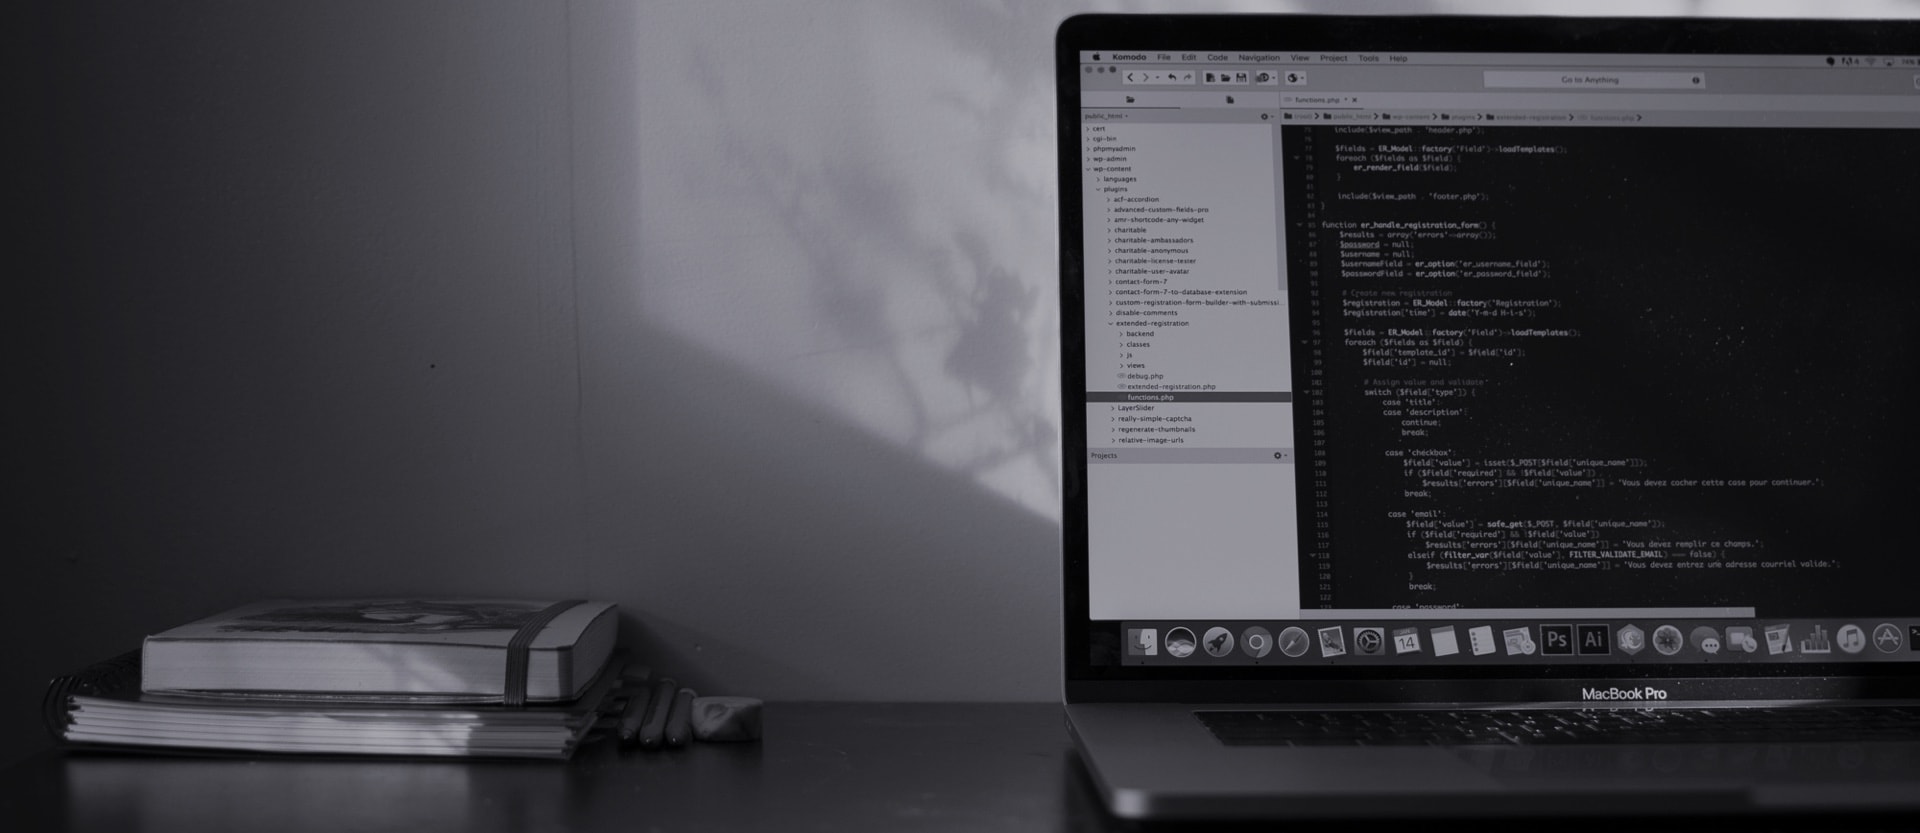 Komodo File Edit Code Navigation View Project Tools Help
Go to Anything
functions.php
public_html
cert
cgi-bin
phpmyadmin
wp-admin
wp-content
languages
plugins
acf-accordion
advanced-custom-fields-pro
amr-shortcode-any-widget
charitable
charitable-ambassadors
charitable-anonymous
charitable-license-tester
charitable-user-avatar
contact-form-7
contact-form-7-to-database-extension
custom-registration-form-builder-with-submissi...
disable-comments
extended-registration
backend
classes
js
views
debug.php
extended-registration.php
functions.php
LayerSlider
really-simple-captcha
regenerate-thumbnails
relative-image-urls
Projects
public_html wp-content plugins extended-registration functions.php
include($view_path . "header.php");
77 $fields = ER_Model::factory('Field')->loadTemplates();
78 foreach ($fields as $field) {
79 er_render_field($field);
80 }
81
82 include($view_path . "footer.php");
83 }
84
85 function er_handle_registration_form() {
86 $results = array('errors'=>array());
87 $password = null;
88 $username = null;
89 $usernameField = er_option('er_username_field');
90 $passwordField = er_option('er_password_field');
91
92 # Create new registration
93 $registration = ER_Model::factory('Registration');
94 $registration['time'] = date('Y-m-d H-i-s');
95
96 $fields = ER_Model::factory('Field')->loadTemplates();
97 foreach ($fields as $field) {
98 $field['template_id'] = $field['id'];
99 $field['id'] = null;
100
101 # Assign value and validate
102 switch ($field['type']) {
103 case 'title':
104 case 'description':
105 continue;
106 break;
107
108 case 'checkbox':
109 $field['value'] = isset($_POST[$field['unique_name']]);
110 if ($field['required'] && !$field['value'])
111 $results['errors'][$field['unique_name']] = 'Vous devez cocher cette case pour continuer.';
112 break;
113
114 case 'email':
115 $field['value'] = safe_get($_POST, $field['unique_name']);
116 if ($field['required'] && !$field['value'])
117 $results['errors'][$field['unique_name']] = 'Vous devez remplir ce champs.';
118 elseif (filter_var($field['value'], FILTER_VALIDATE_EMAIL) === false) {
119 $results['errors'][$field['unique_name']] = 'Vous devez entrez une adresse courriel valide.';
120 }
121 break;
122
123 case 'password':
14
Ps Ai
MacBook Pro